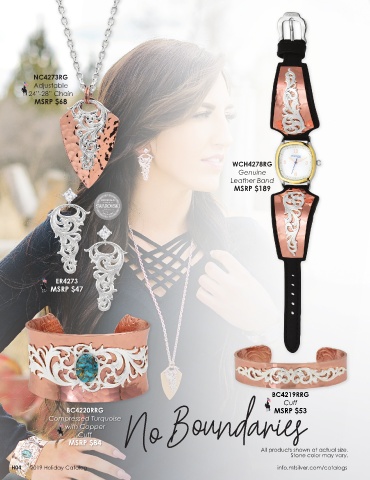 NC4273RG
Adjustable
24"-28" Chain
MSRP $68
WCH4278RG
Genuine
Leather Band
MSRP $189
ER4273
MSRP $47
BC4219RRG
Cuff
MSRP $53
BC4220RRG
Compressed Turquoise
with Copper
Cuff
MSRP $84
No Boundaries
All products shown at actual size.
Stone color may vary.
H04
2019 Holiday Catalog
info.mtsilver.com/catalogs